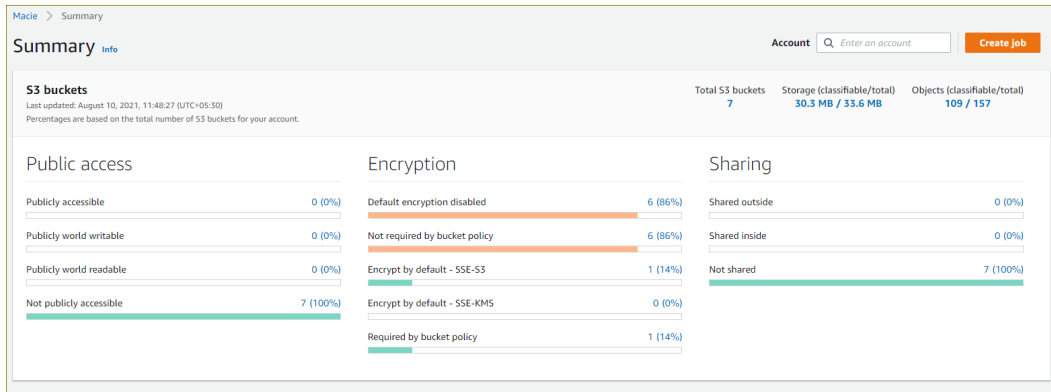 Macie > Summary
Summary Info
Account Enter an account Create job
S3 buckets
Last updated: August 10, 2021, 11:48:27 (UTC+05:30)
Percentages are based on the total number of S3 buckets for your account.
Total S3 buckets
7
Storage (classifiable/total)
30.3 MB / 33.6 MB
Objects (classifiable/total)
109 / 157
Public access
Publicly accessible 0 (0%)
Publicly world writable 0 (0%)
Publicly world readable 0 (0%)
Not publicly accessible 7 (100%)
Encryption
Default encryption disabled 6 (86%)
Not required by bucket policy 6 (86%)
Encrypt by default - SSE-S3 1 (14%)
Encrypt by default - SSE-KMS 0 (0%)
Required by bucket policy 1 (14%)
Sharing
Shared outside 0 (0%)
Shared inside 0 (0%)
Not shared 7 (100%)